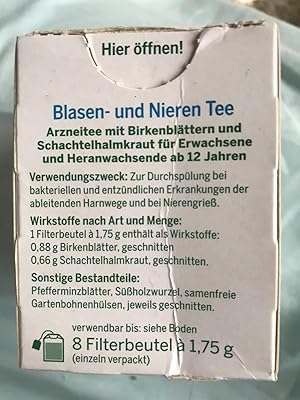 Hier öffnen!
Blasen- und Nieren Tee
Arzneitee mit Birkenblättern und
Schachtelhalmkraut für Erwachsene
und Heranwachsende ab 12 Jahren
Verwendungszweck: Zur Durchspülung bei
bakteriellen und entzündlichen Erkrankungen der
ableitenden Harnwege und bei Nierengrieß.
Wirkstoffe nach Art und Menge:
1 Filterbeutel à 1,75 g enthält als Wirkstoffe:
0,88 g Birkenblätter, geschnitten
0,66 g Schachtelhalmkraut, geschnitten.
Sonstige Bestandteile:
Pfefferminzblätter, Süßholzwurzel, samenfreie
Gartenbohnenhülsen, jeweils geschnitten.
verwendbar bis: siehe Boden
8 Filterbeutel à 1,75 g
(einzeln verpackt)